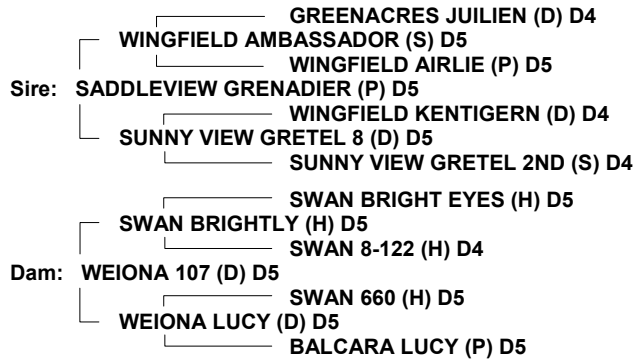 GREENACRES JUILIEN (D) D4
WINGFIELD AMBASSADOR (S) D5
WINGFIELD AIRLIE (P) D5
Sire: SADDLEVIEW GRENADIER (P) D5
WINGFIELD KENTIGERN (D) D4
SUNNY VIEW GRETEL 8 (D) D5
SUNNY VIEW GRETEL 2ND (S) D4
SWAN BRIGHT EYES (H) D5
SWAN BRIGHTLY (H) D5
SWAN 8-122 (H) D4
Dam: WEIONA 107 (D) D5
SWAN 660 (H) D5
WEIONA LUCY (D) D5
BALCARA LUCY (P) D5